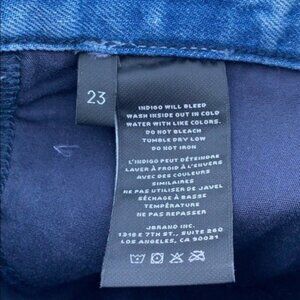 23
INDIGO WILL BLEED
WASH INSIDE OUT IN COLD
WATER WITH LIKE COLORS.
DO NOT BLEACH
TUMBLE DRY LOW
DO NOT IRON
L'INDIGO PEUT DÉTEINDRE
LAVER À FROID À L'ENVERS
AVEC DES COULEURS
SIMILAIRES
NE PAS UTILISER DE JAVEL
SÉCHAGE À BASSE
TEMPÉRATURE
NE PAS REPASSER
JBRAND INC.
1318 E 7TH ST., SUITE 260
LOS ANGELES, CA 90021